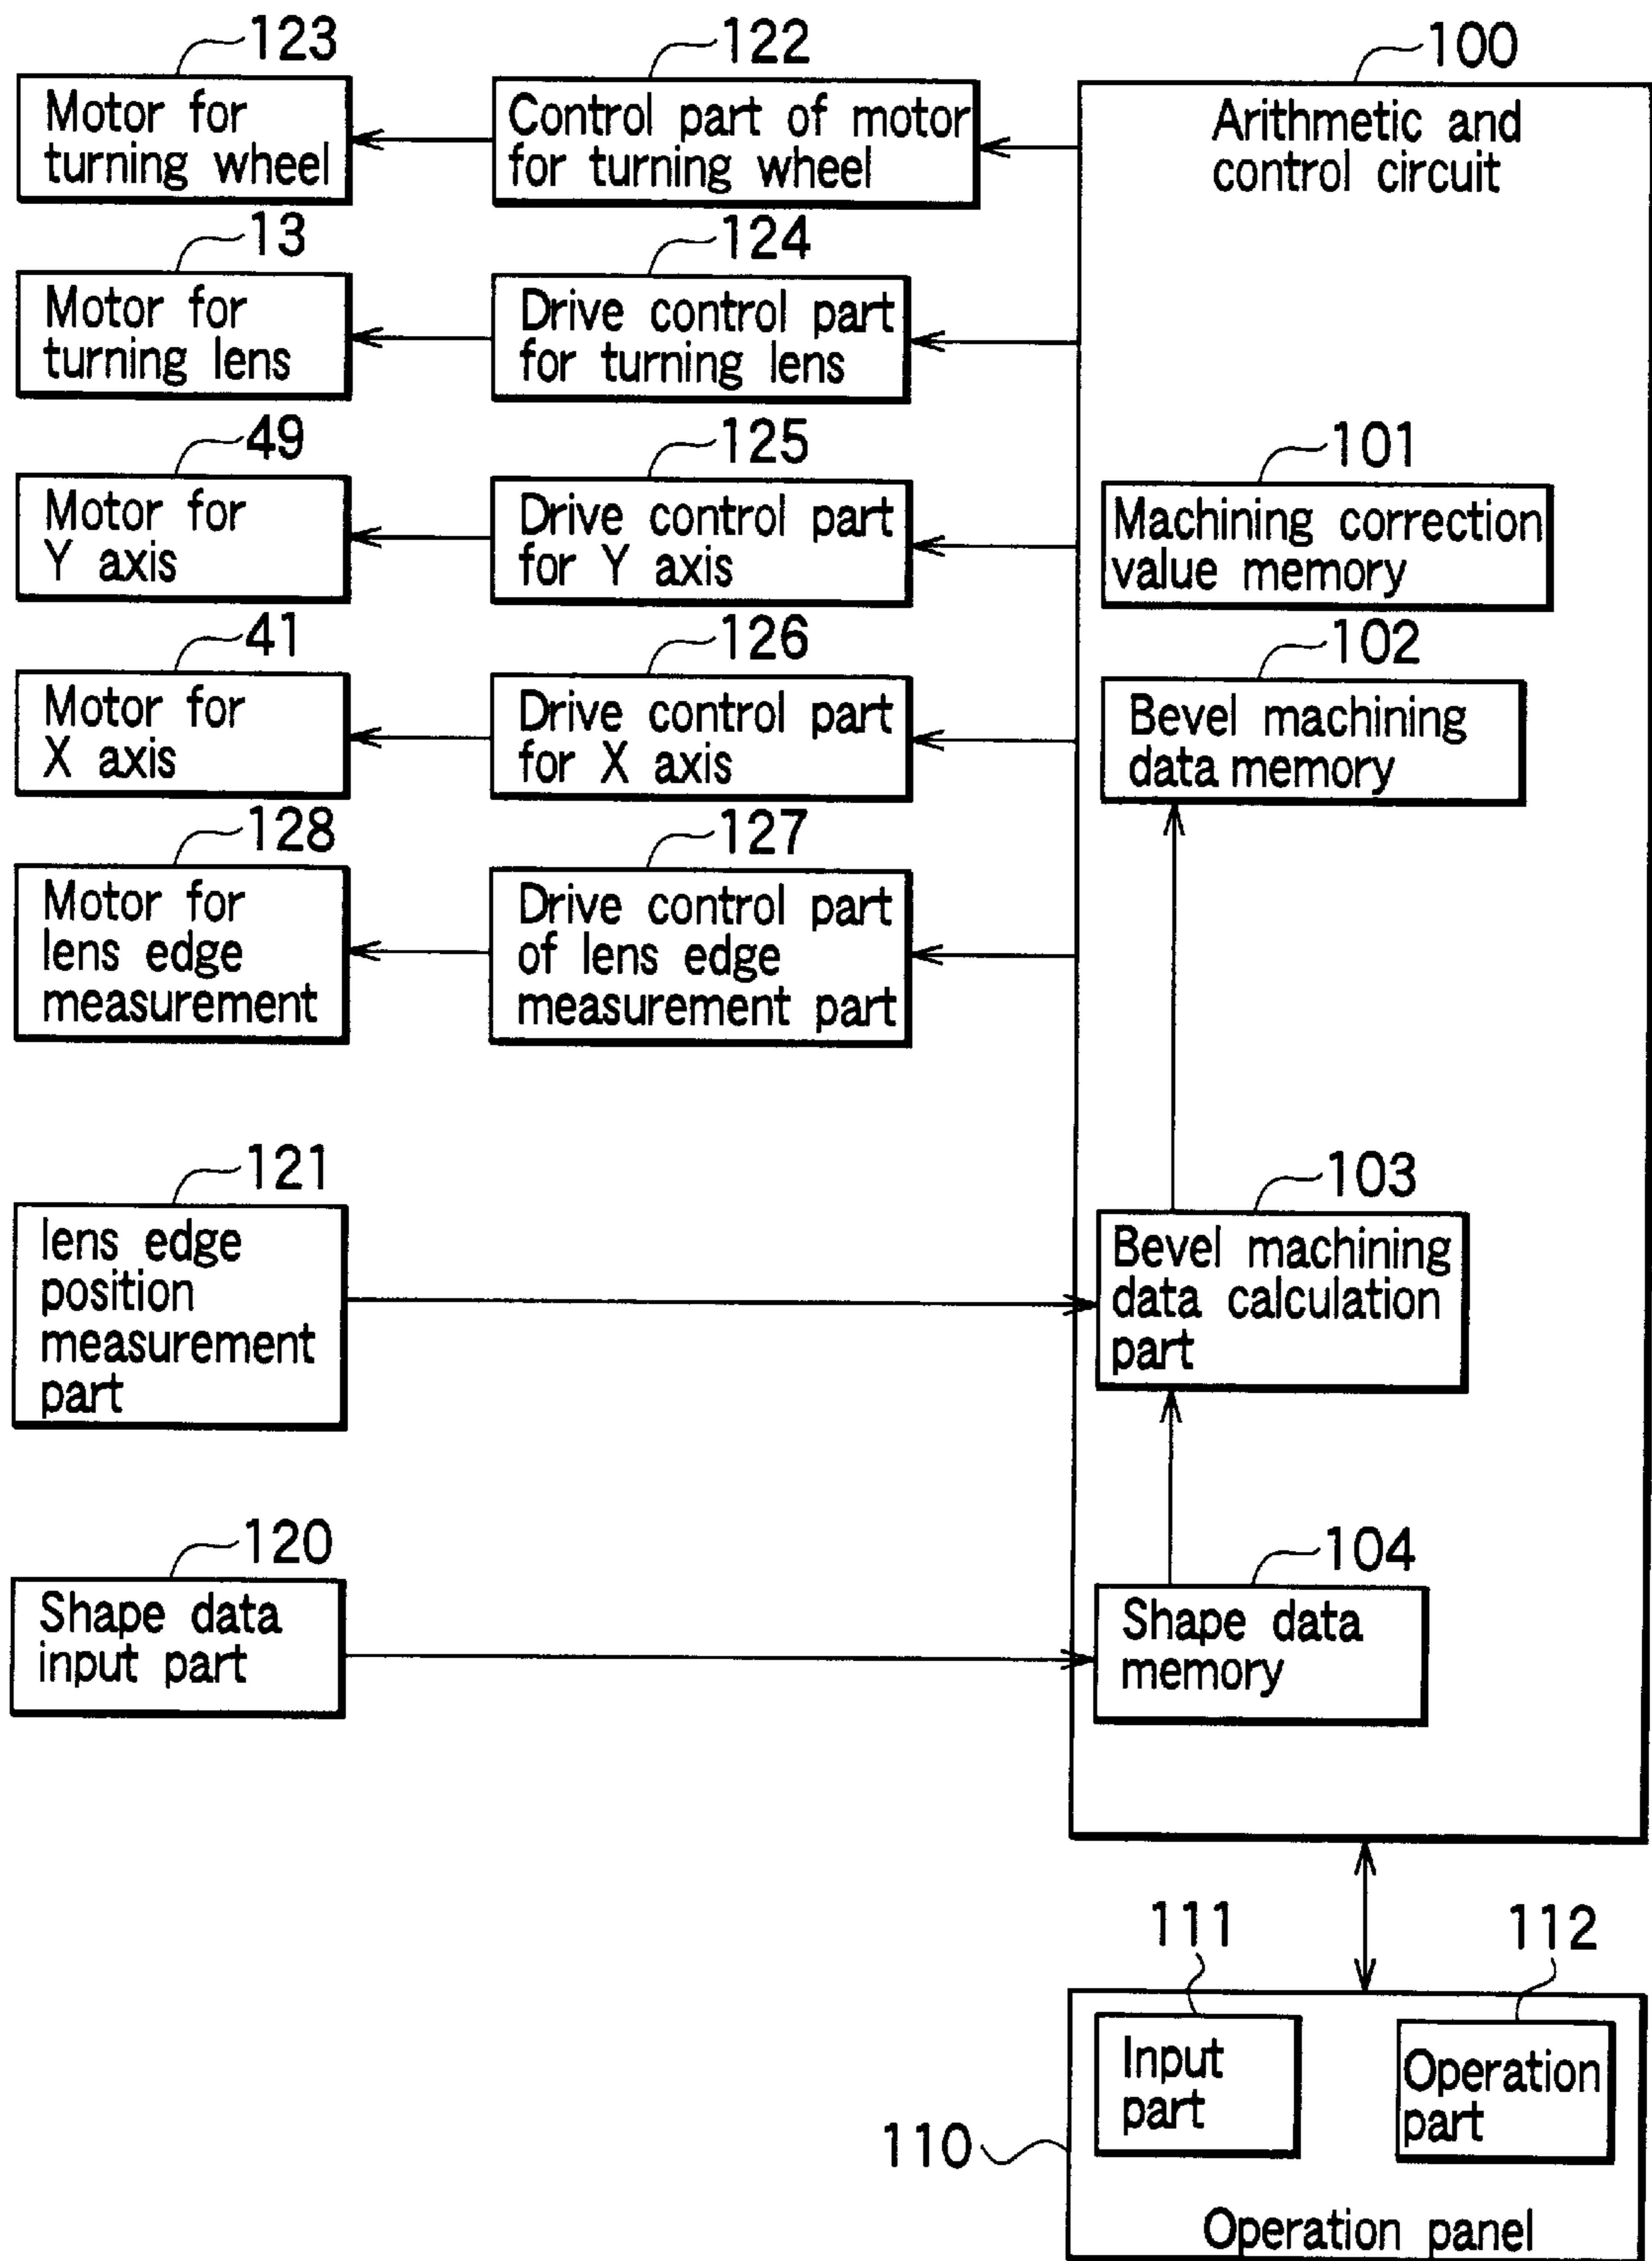 123
122
100
Motor for
turning wheel
Control part of motor
for turning wheel
Arithmetic and
control circuit
13
124
Motor for
turning lens
Drive control part
for turning lens
49
125
101
Motor for
Y axis
Drive control part
for Y axis
Machining correction
value memory
41
126
102
Motor for
X axis
Drive control part
for X axis
Bevel machining
data memory
128
127
Motor for
lens edge
measurement
Drive control part
of lens edge
measurement part
121
103
lens edge
position
measurement
part
Bevel machining
data calculation
part
120
104
Shape data
input part
Shape data
memory
111
112
Input
part
Operation
part
110
Operation panel